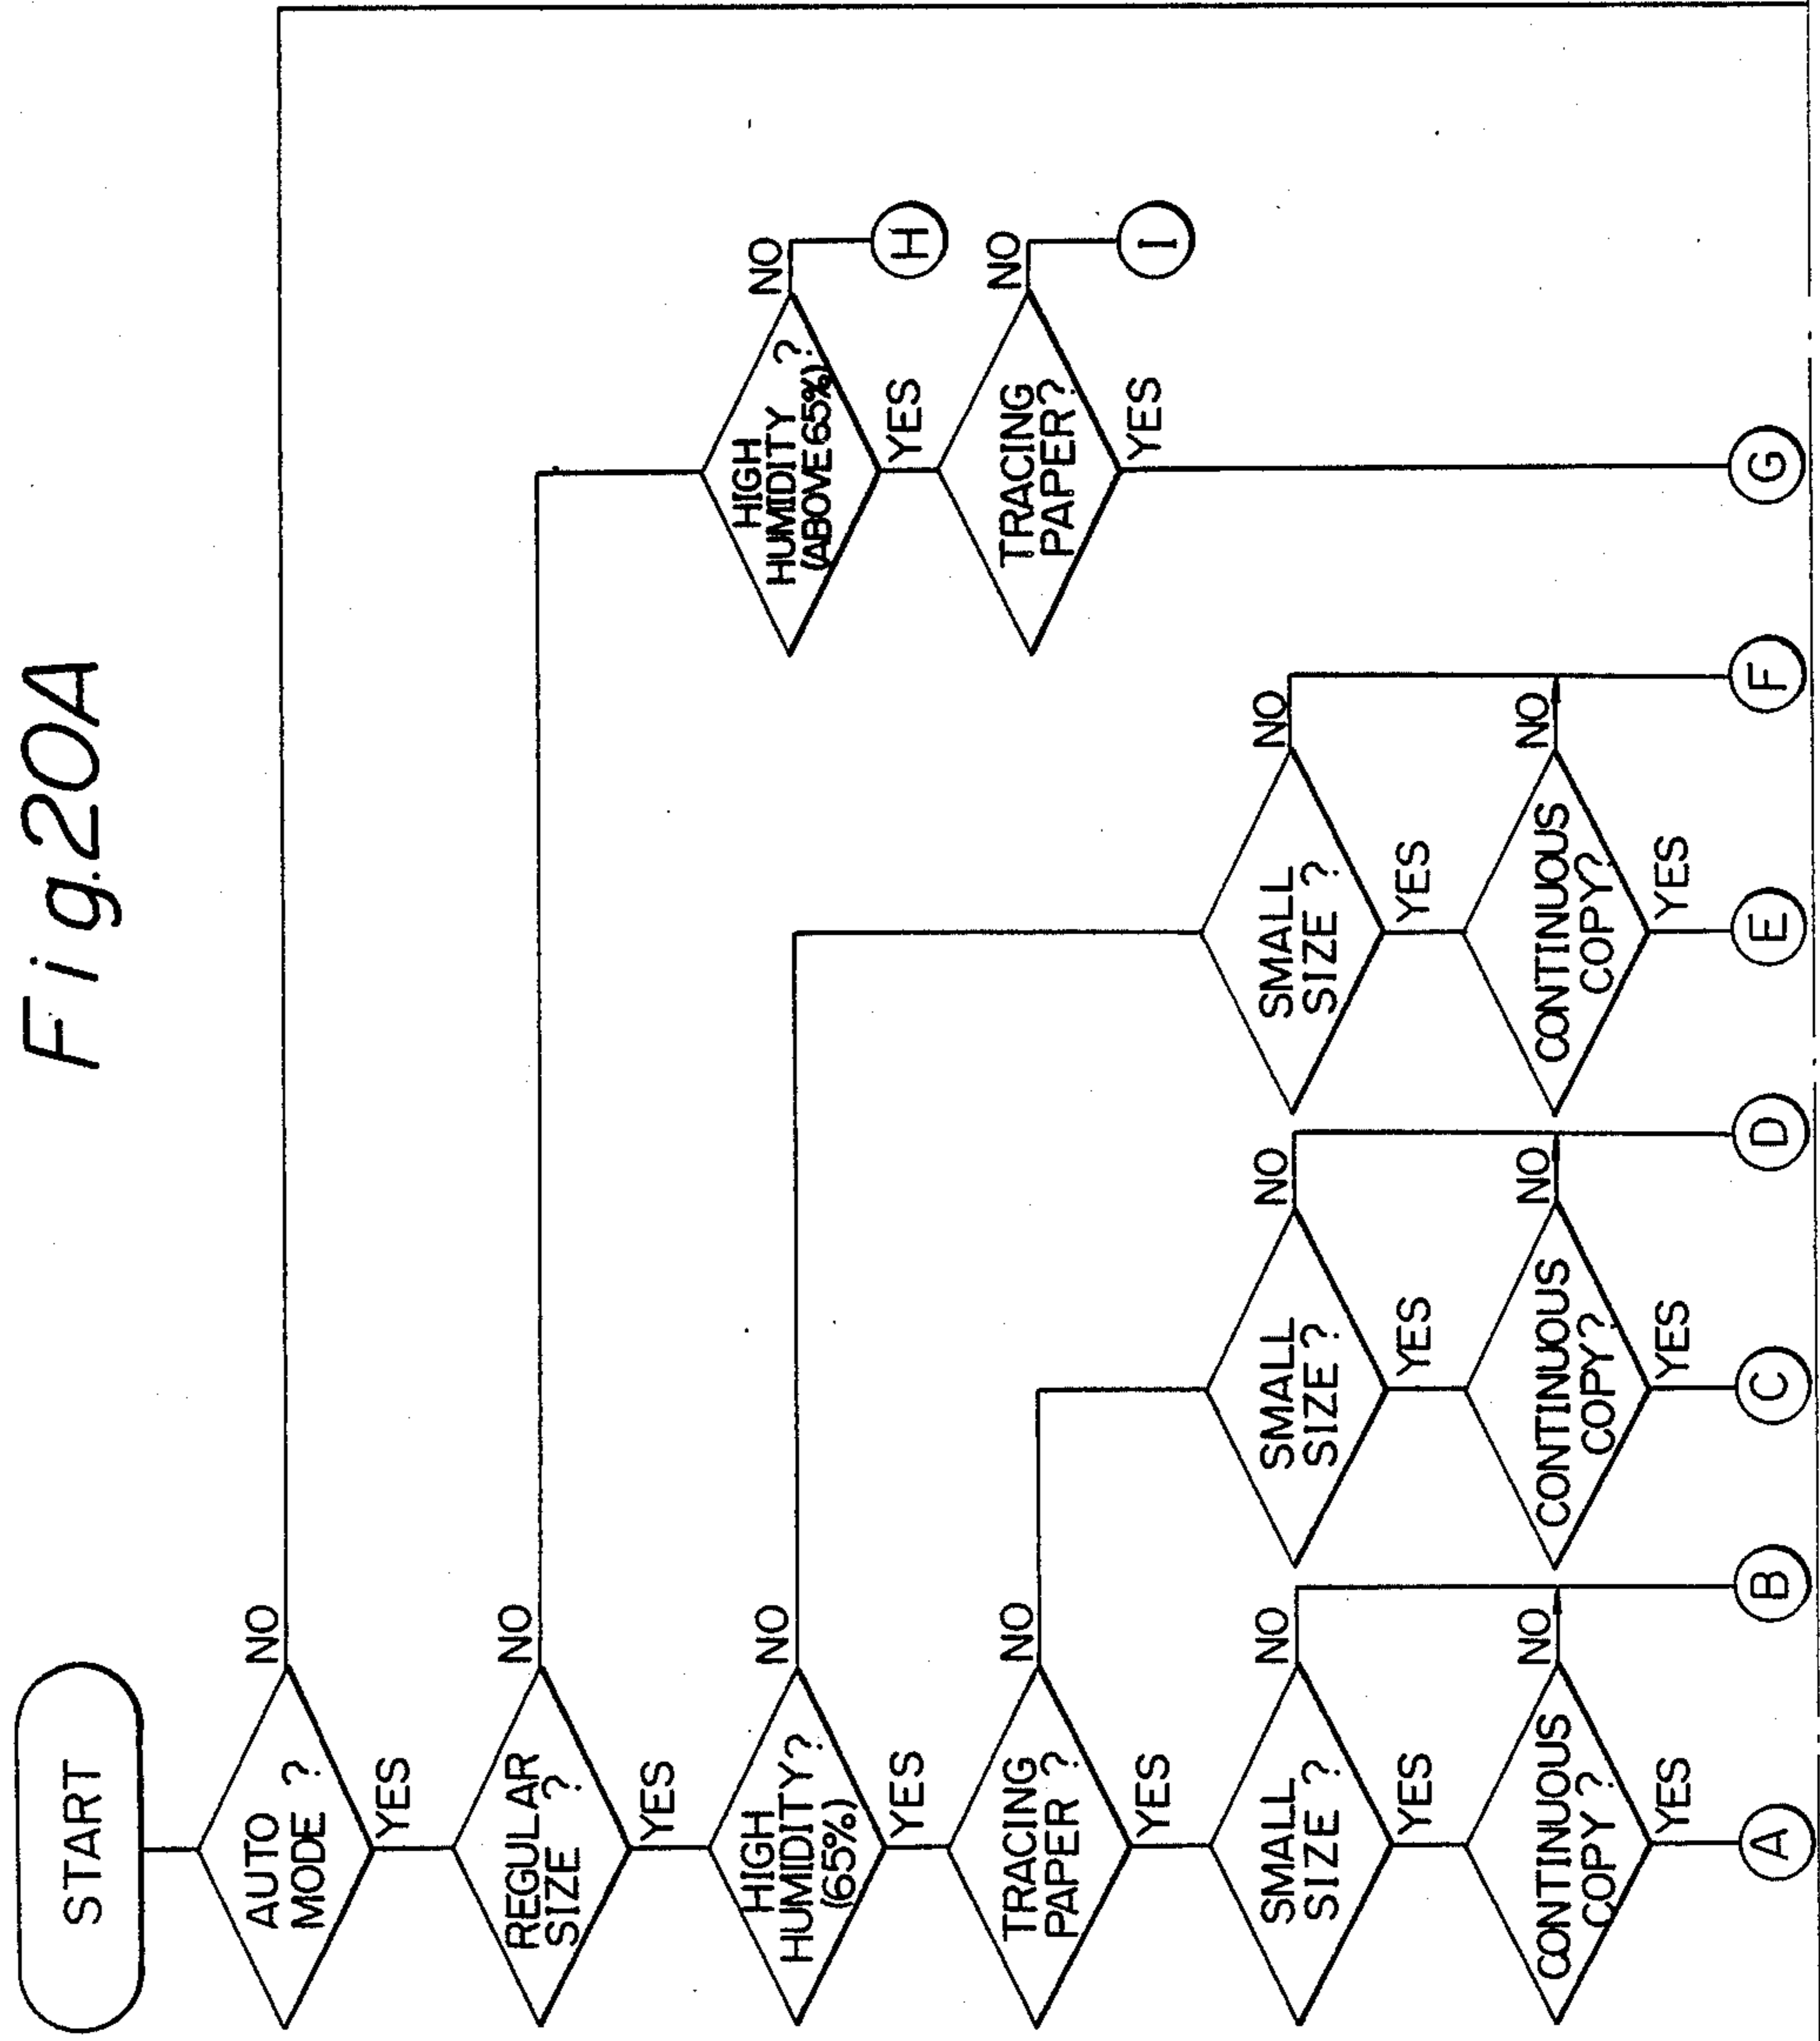 Fig.20A
START
AUTO
MODE ?
NO
YES
REGULAR
SIZE ?
NO
YES
HIGH
HUMIDITY?
(65%)
NO
YES
HIGH
HUMIDITY ?
(ABOVE 65%)
NO
H
YES
TRACING
PAPER ?
NO
YES
TRACING
PAPER?
NO
I
YES
SMALL
SIZE ?
NO
YES
SMALL
SIZE ?
NO
YES
SMALL
SIZE ?
NO
YES
CONTINUOUS
COPY ?
NO
YES
CONTINUOUS
COPY?
NO
YES
CONTINUOUS
COPY?
NO
YES
A
B
C
D
E
F
G